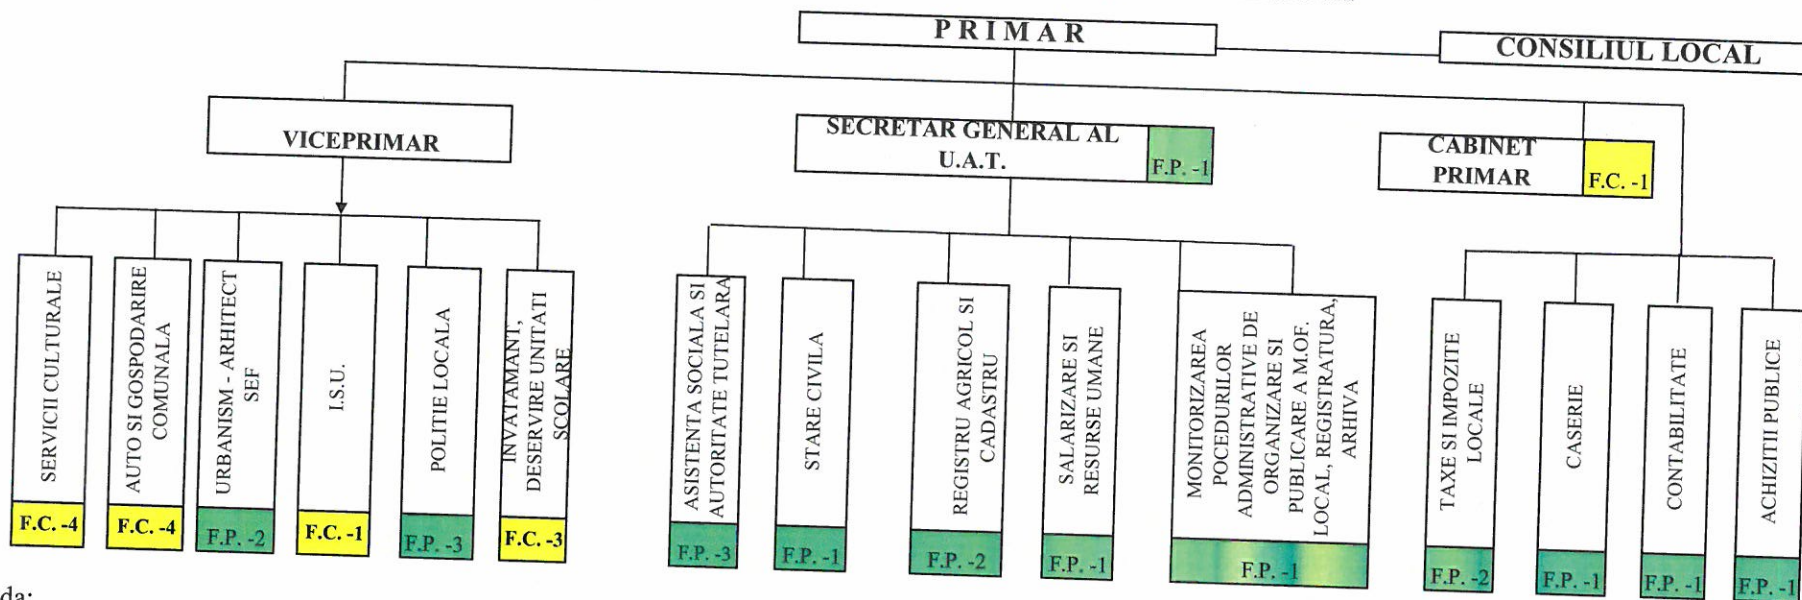 PRIMAR
CONSILIUL LOCAL
VICEPRIMAR
SECRETAR GENERAL AL
U.A.T.
F.P. -1
CABINET
PRIMAR
F.C. -1
SERVICII CULTURALE
F.C. -4
AUTO SI GOSPODARIRE
COMUNALA
F.C. -4
URBANISM - ARHITECT
SEF
F.P. -2
I.S.U.
F.C. -1
POLITIE LOCALA
F.P. -3
INVATAMANT,
DESERVIRE UNITATI
SCOLARE
F.C. -3
ASISTENTA SOCIALA SI
AUTORITATE TUTELARA
F.P. -3
STARE CIVILA
F.P. -1
REGISTRU AGRICOL SI
CADASTRU
F.P. -2
SALARIZARE SI
RESURSE UMANE
F.P. -1
MONITORIZAREA
POCEDURILOR
ADMINISTRATIVE DE
ORGANIZARE SI
PUBLICARE A M.OF.
LOCAL, REGISTRATURA,
ARHIVA
F.P. -1
TAXE SI IMPOZITE
LOCALE
F.P. -2
CASERIE
F.P. -1
CONTABILITATE
F.P. -1
ACHIZITII PUBLICE
F.P. -1